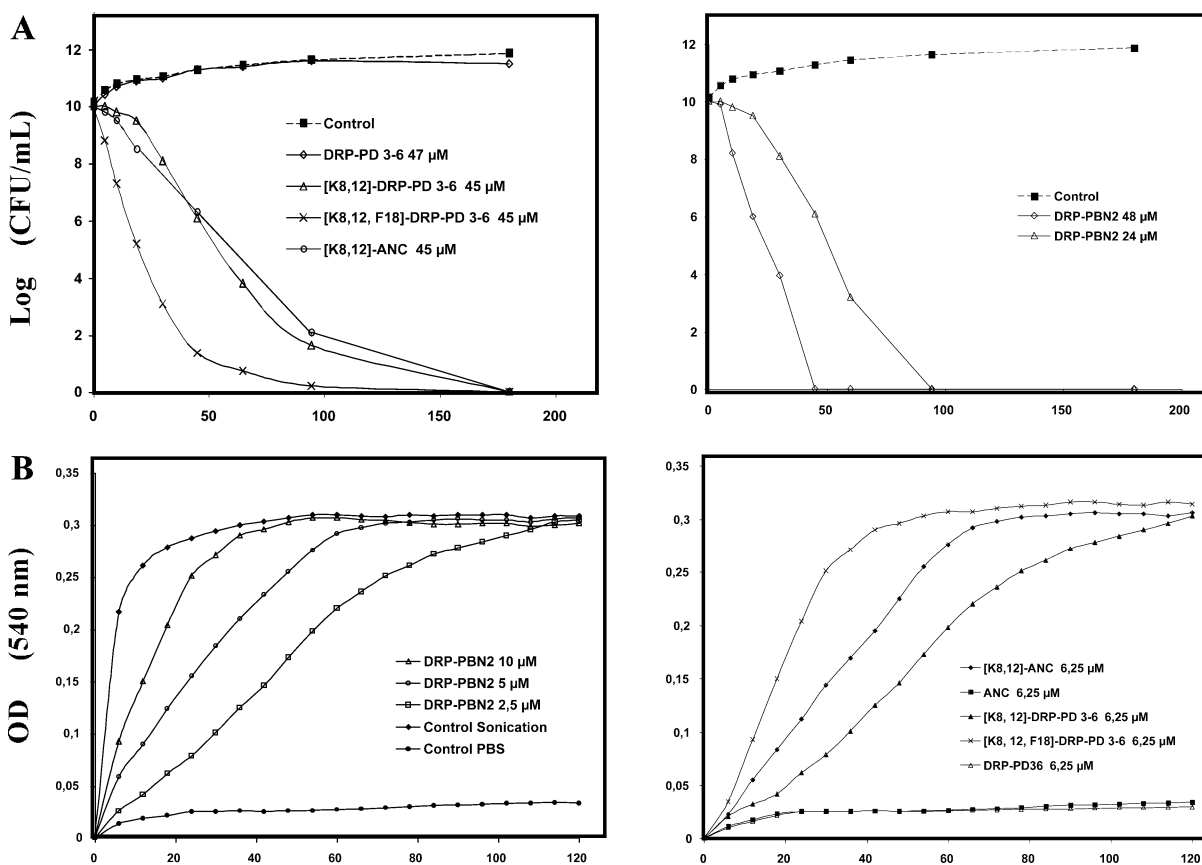 A
Log (CFU/mL)
12
10
8
6
4
2
0
0
50
100
150
200
Control
DRP-PD 3-6 47 µM
[K8,12]-DRP-PD 3-6 45 µM
[K8,12, F18]-DRP-PD 3-6 45 µM
[K8,12]-ANC 45 µM
12
10
8
6
4
2
0
0
50
100
150
200
Control
DRP-PBN2 48 µM
DRP-PBN2 24 µM
B
OD (540 nm)
0,35
0,3
0,25
0,2
0,15
0,1
0,05
0
0
20
40
60
80
100
120
DRP-PBN2 10 µM
DRP-PBN2 5 µM
DRP-PBN2 2,5 µM
Control Sonication
Control PBS
0,35
0,3
0,25
0,2
0,15
0,1
0,05
0
0
20
40
60
80
100
120
[K8,12]-ANC 6,25 µM
ANC 6,25 µM
[K8, 12]-DRP-PD 3-6 6,25 µM
[K8, 12, F18]-DRP-PD 3-6 6,25 µM
DRP-PD36 6,25 µM